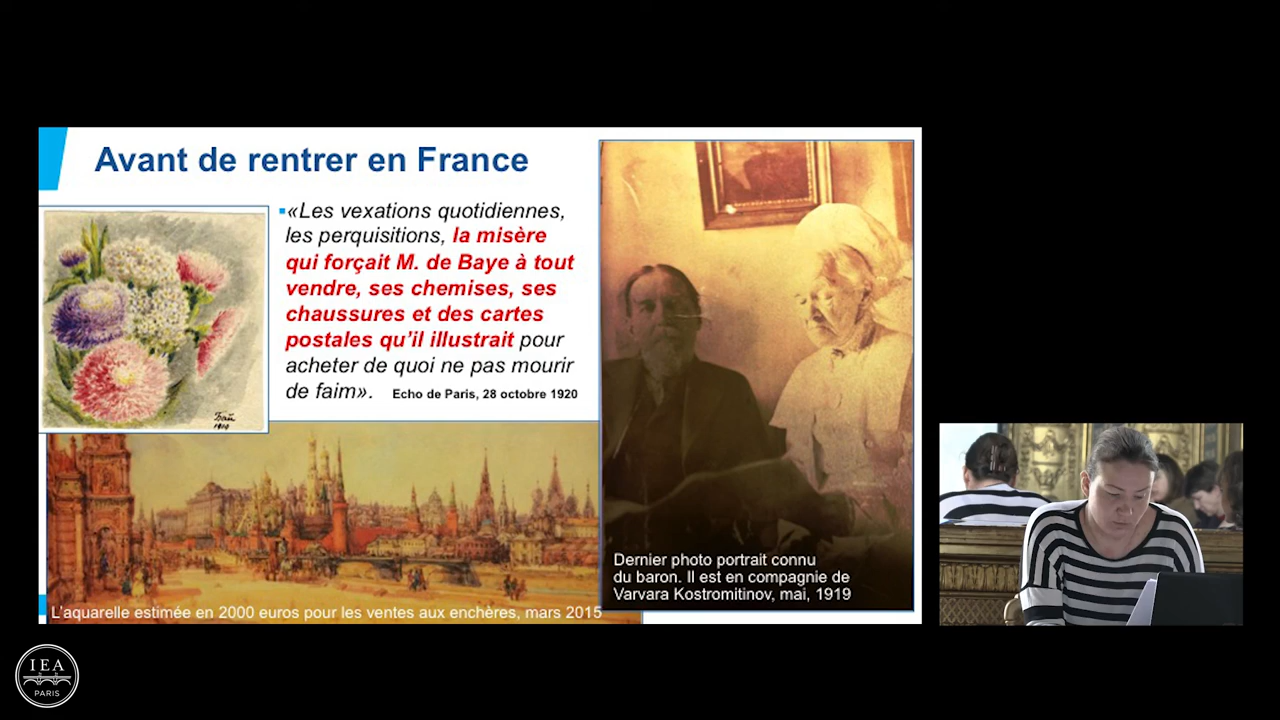 Avant de rentrer en France
▪«Les vexations quotidiennes,
les perquisitions, la misère
qui forçait M. de Baye à tout
vendre, ses chemises, ses
chaussures et des cartes
postales qu'il illustrait pour
acheter de quoi ne pas mourir
de faim». Echo de Paris, 28 octobre 1920
Dernier photo portrait connu
du baron. Il est en compagnie de
Varvara Kostromitinov, mai, 1919
L'aquarelle estimée en 2000 euros pour les ventes aux enchères, mars 2015
IEA
PARIS